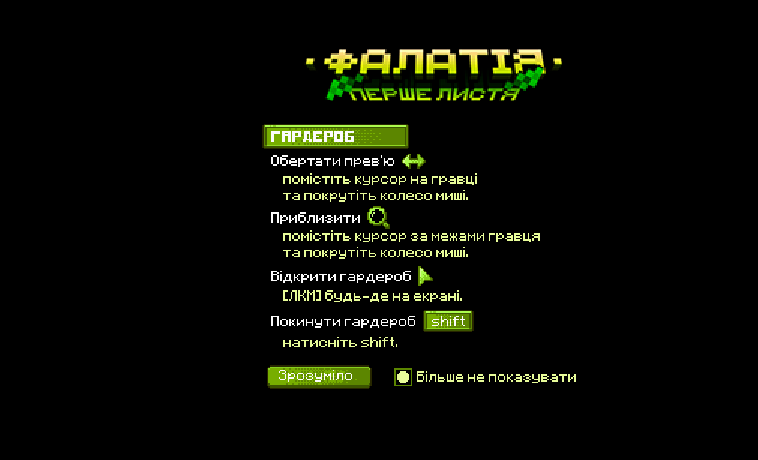 · ФАЛАТІЯ ·
ПЕРШЕ ЛИСТЯ
ГАРДЕРОБ
Обертати прев'ю
помістіть курсор на гравці
та покрутіть колесо миші.
Приблизити
помістіть курсор за межами гравця
та покрутіть колесо миші.
Відкрити гардероб
[ЛКМ] будь-де на екрані.
Покинути гардероб shift
натисніть shift.
Зрозуміло. Більше не показувати